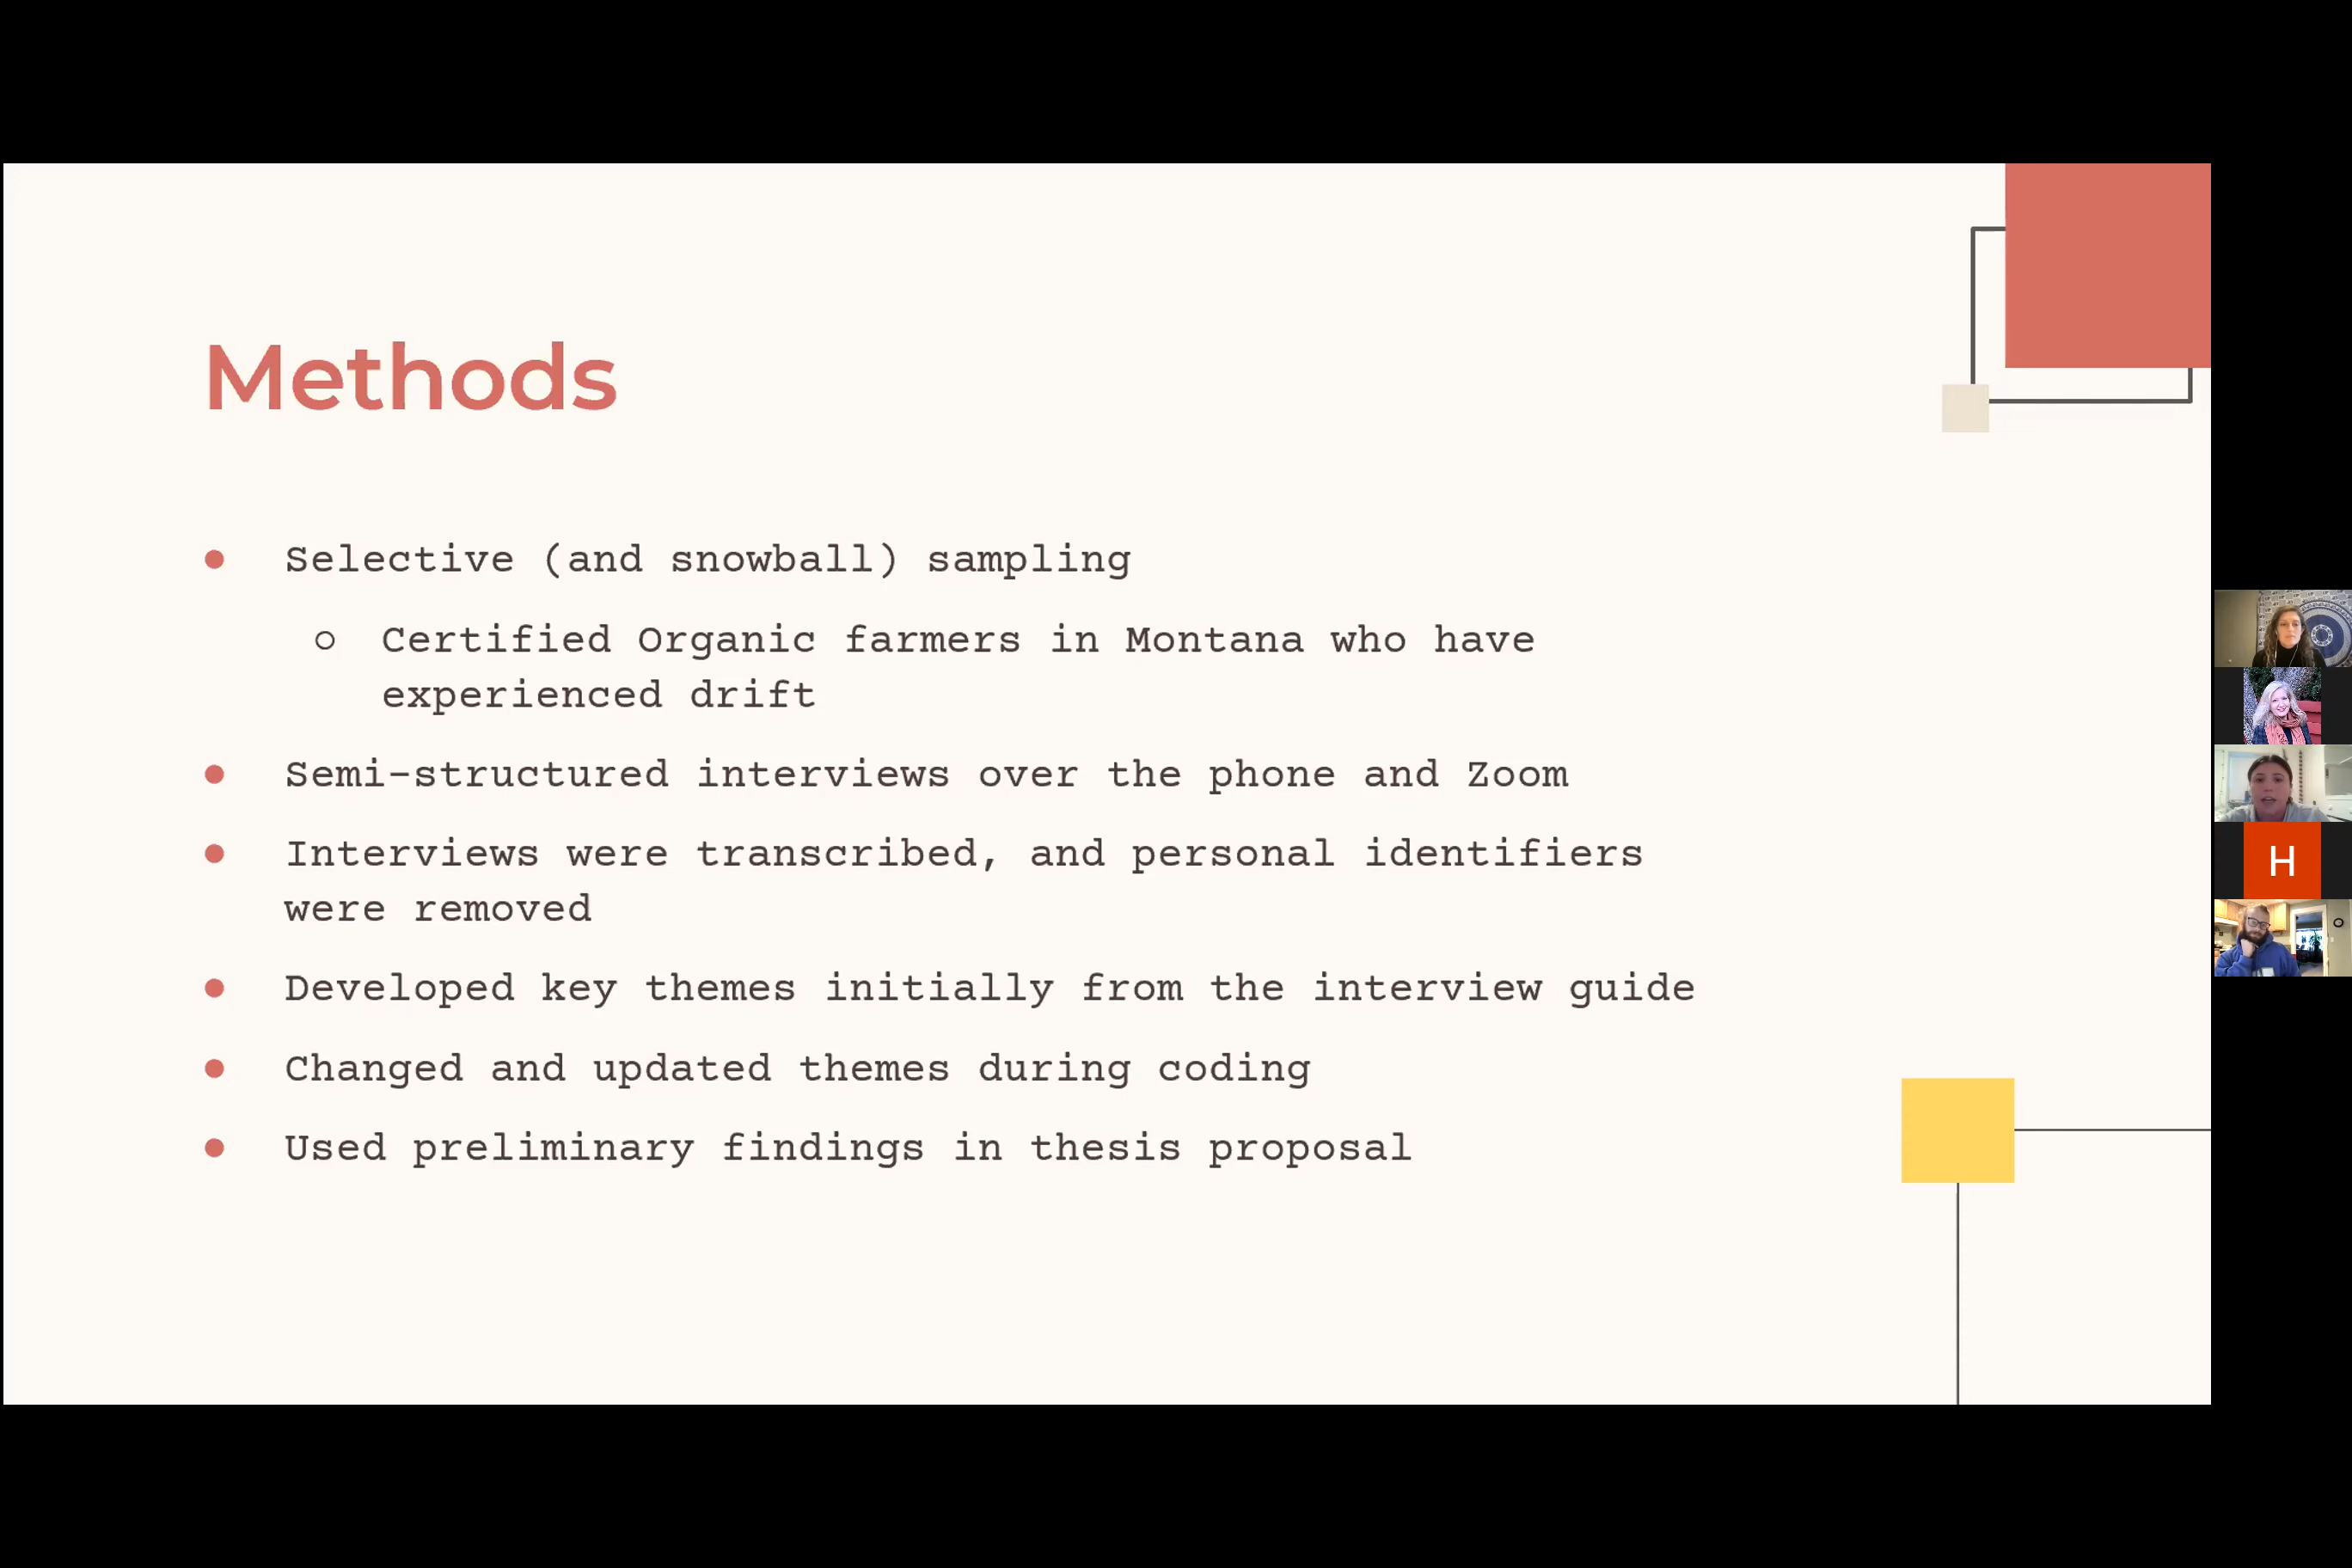 Methods
Selective (and snowball) sampling
Certified Organic farmers in Montana who have
experienced drift
Semi-structured interviews over the phone and Zoom
Interviews were transcribed, and personal identifiers
were removed
Developed key themes initially from the interview guide
Changed and updated themes during coding
Used preliminary findings in thesis proposal
H